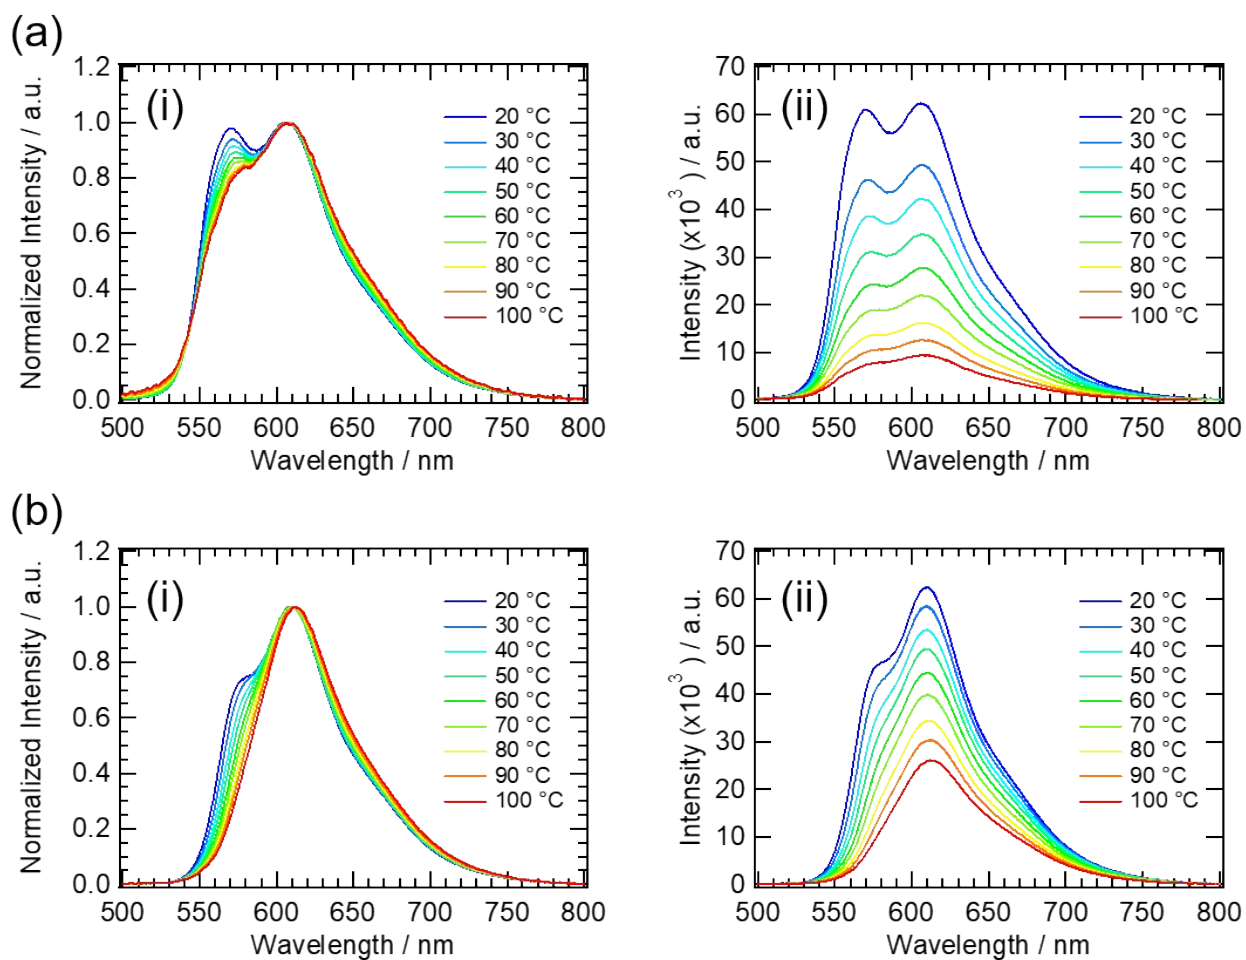 (a)
(i)
Normalized Intensity / a.u.
1.2
1.0
0.8
0.6
0.4
0.2
0.0
20 °C
30 °C
40 °C
50 °C
60 °C
70 °C
80 °C
90 °C
100 °C
500 550 600 650 700 750 800
Wavelength / nm
(ii)
Intensity (x10³ ) / a.u.
70
60
50
40
30
20
10
0
20 °C
30 °C
40 °C
50 °C
60 °C
70 °C
80 °C
90 °C
100 °C
500 550 600 650 700 750 800
Wavelength / nm
(b)
(i)
Normalized Intensity / a.u.
1.2
1.0
0.8
0.6
0.4
0.2
0.0
20 °C
30 °C
40 °C
50 °C
60 °C
70 °C
80 °C
90 °C
100 °C
500 550 600 650 700 750 800
Wavelength / nm
(ii)
Intensity (x10³ ) / a.u.
70
60
50
40
30
20
10
0
20 °C
30 °C
40 °C
50 °C
60 °C
70 °C
80 °C
90 °C
100 °C
500 550 600 650 700 750 800
Wavelength / nm